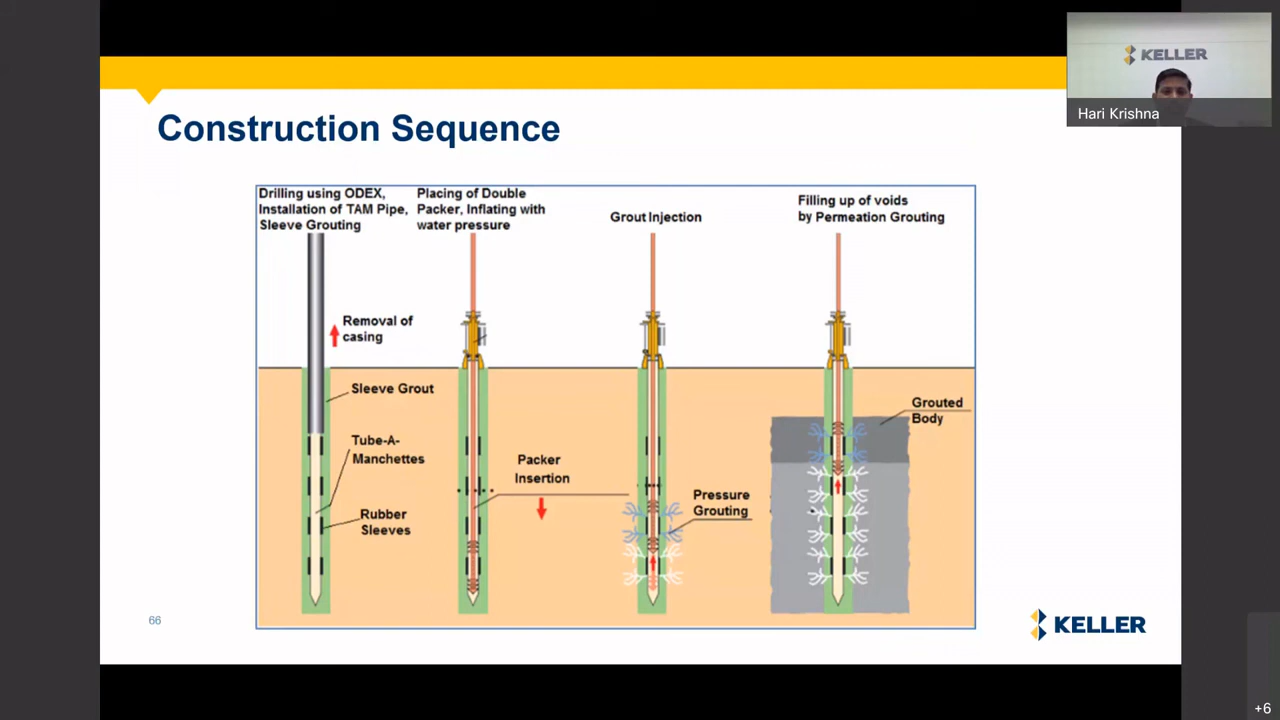 KELLER
Hari Krishna
Construction Sequence
Drilling using ODEX,
Installation of TAM Pipe,
Sleeve Grouting
Placing of Double
Packer, Inflating with
water pressure
Grout Injection
Filling up of voids
by Permeation Grouting
Removal of
casing
Sleeve Grout
Tube-A-
Manchettes
Rubber
Sleeves
Packer
Insertion
Pressure
Grouting
Grouted
Body
66
KELLER
+6